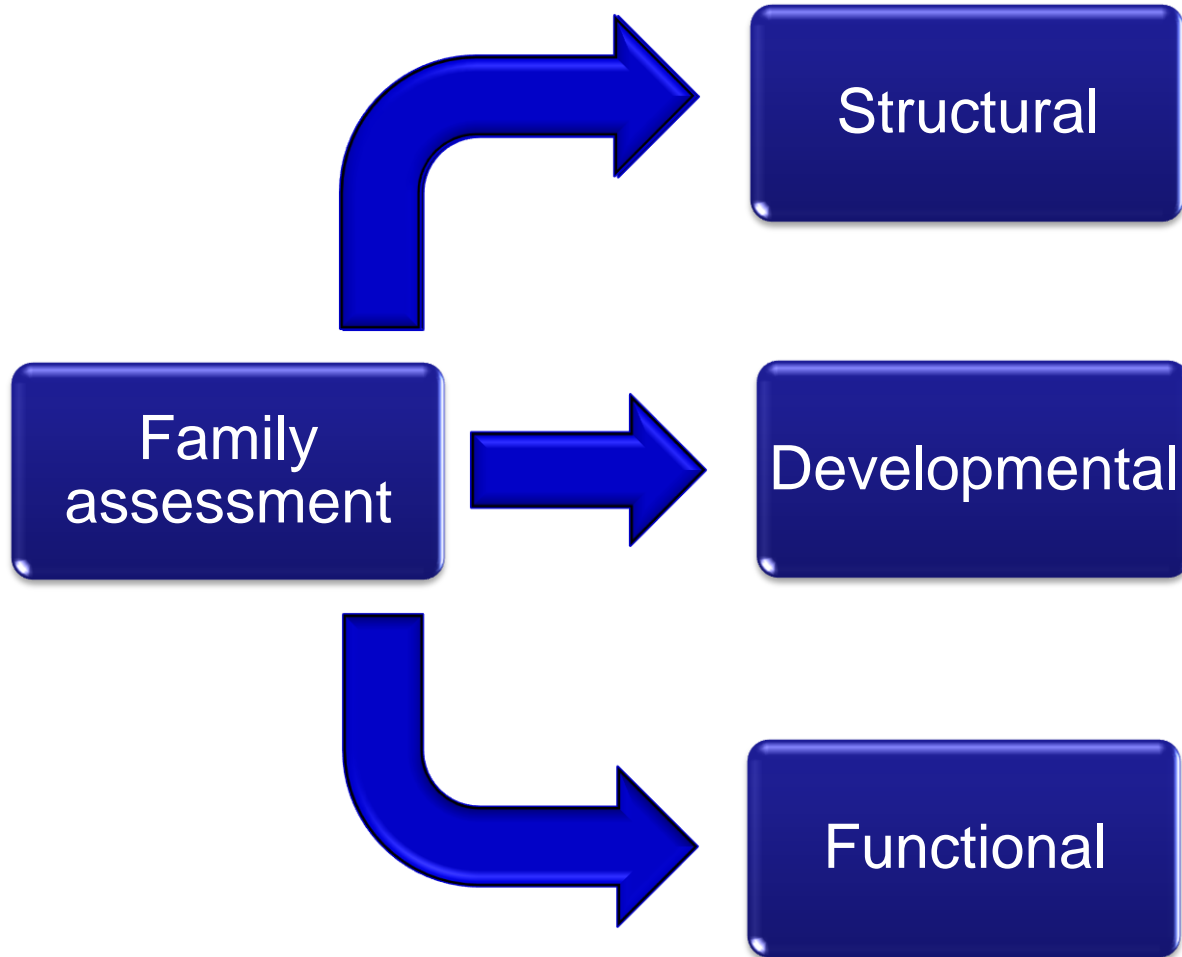 Structural
Family
assessment
Developmental
Functional